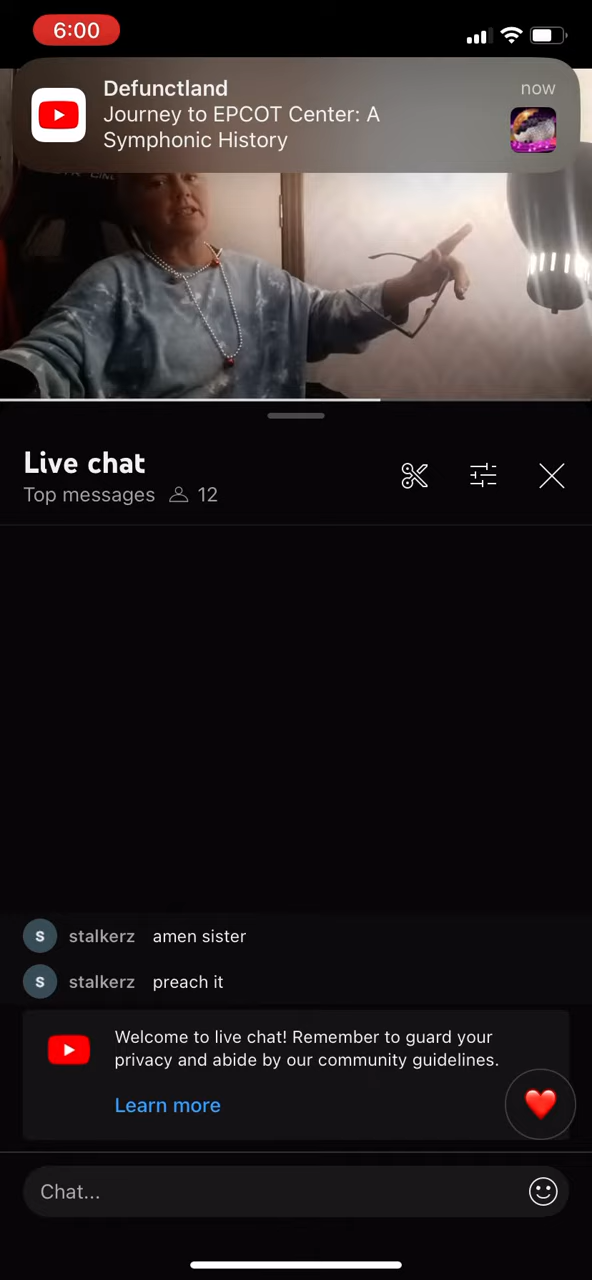 6:00
Defunctland
now
Journey to EPCOT Center: A
Symphonic History
Live chat
Top messages 12
S stalkerz amen sister
S stalkerz preach it
Welcome to live chat! Remember to guard your
privacy and abide by our community guidelines.
Learn more
Chat...